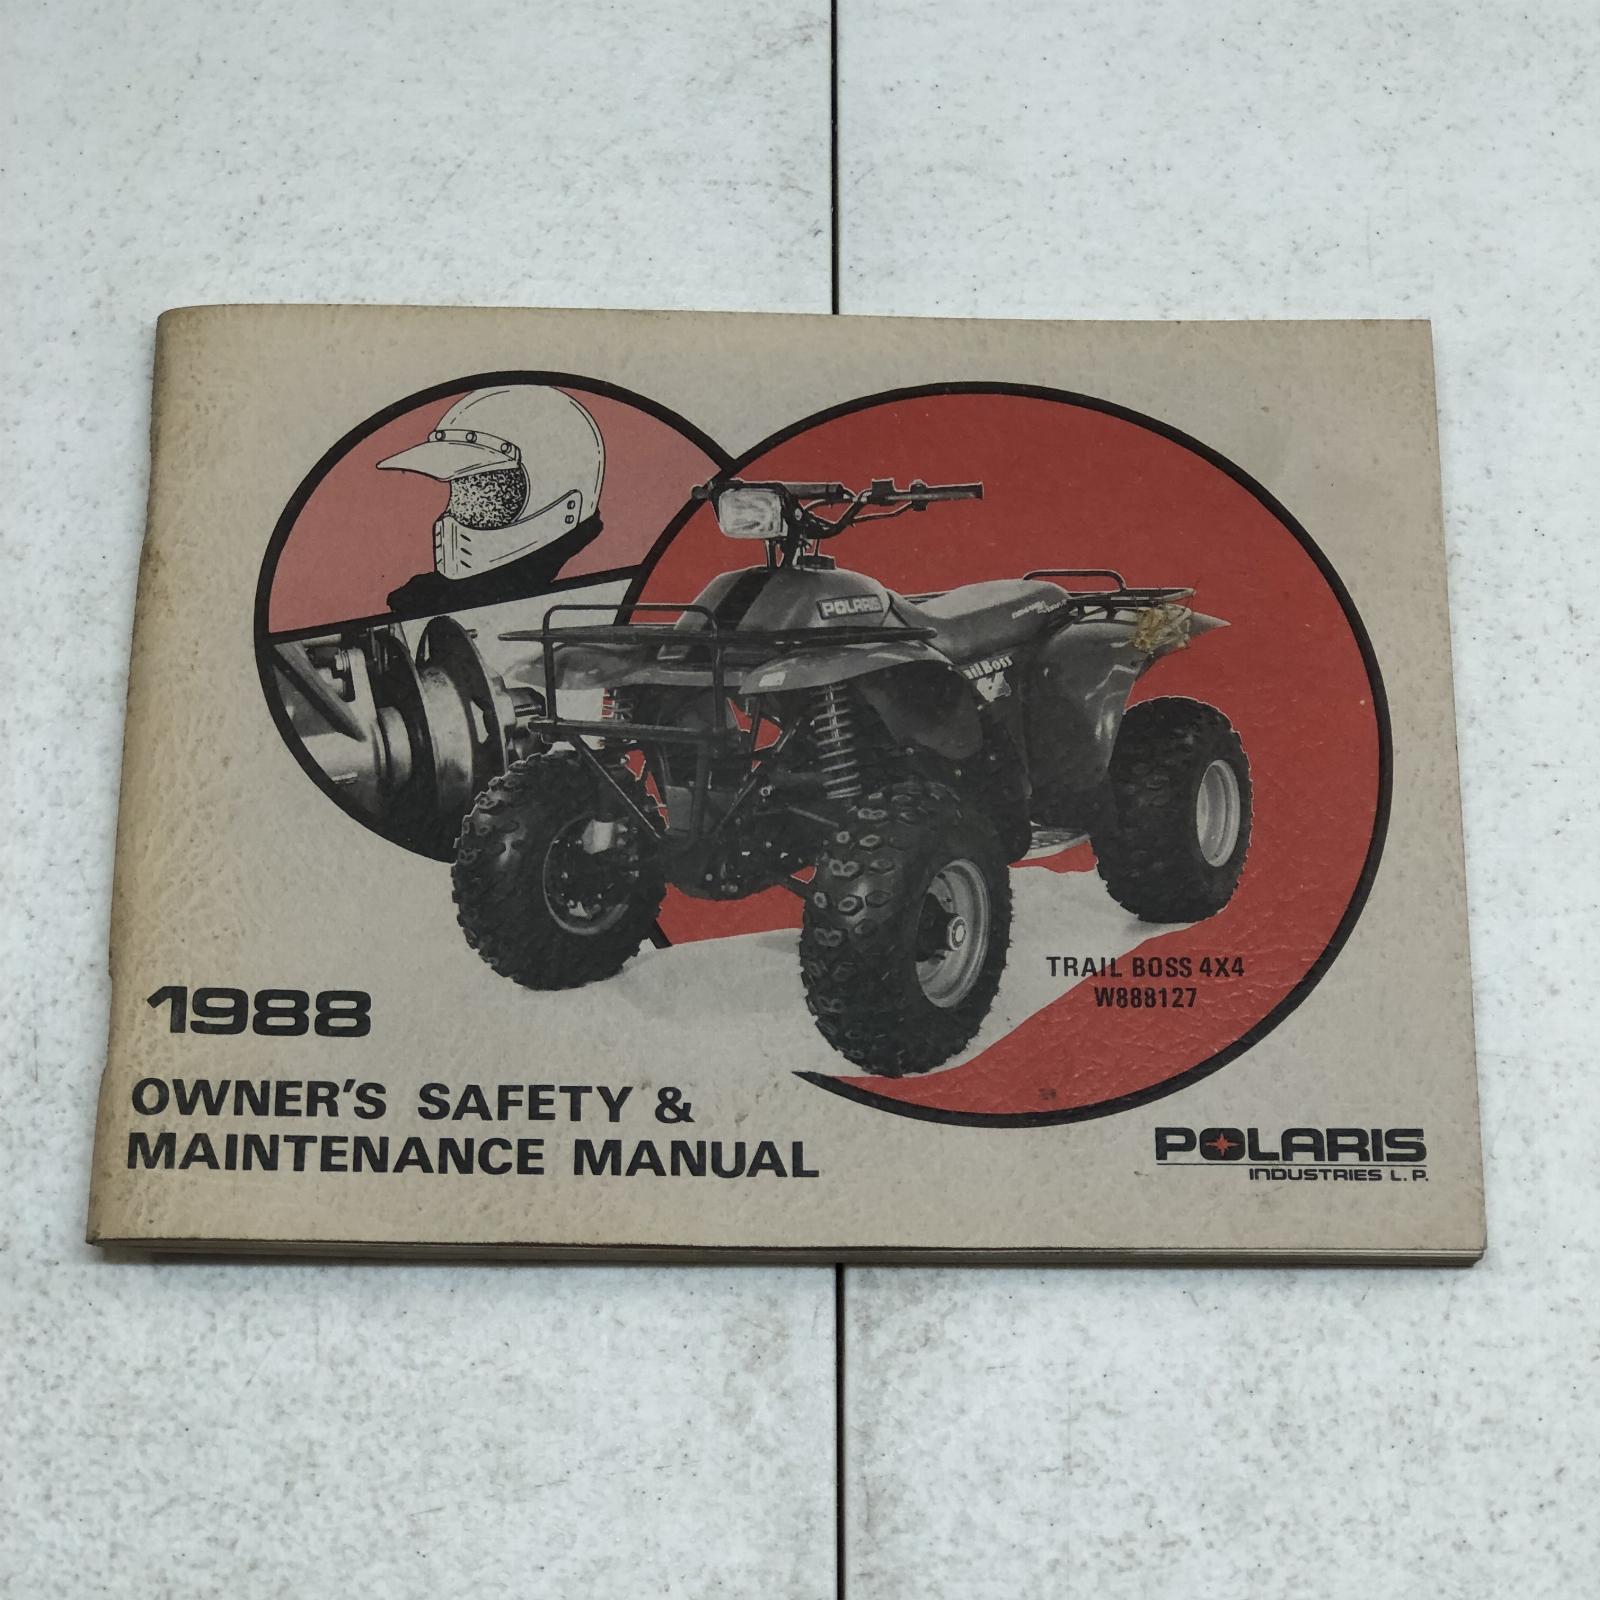 POLARIS
TRAIL BOSS 4X4
W888127
1988
OWNER'S SAFETY &
MAINTENANCE MANUAL
POLARIS
INDUSTRIES L.P.